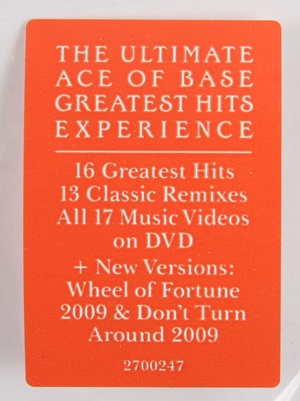 THE ULTIMATE
ACE OF BASE
GREATEST HITS
EXPERIENCE
16 Greatest Hits
13 Classic Remixes
All 17 Music Videos
on DVD
+ New Versions:
Wheel of Fortune
2009 & Don't Turn
Around 2009
2700247